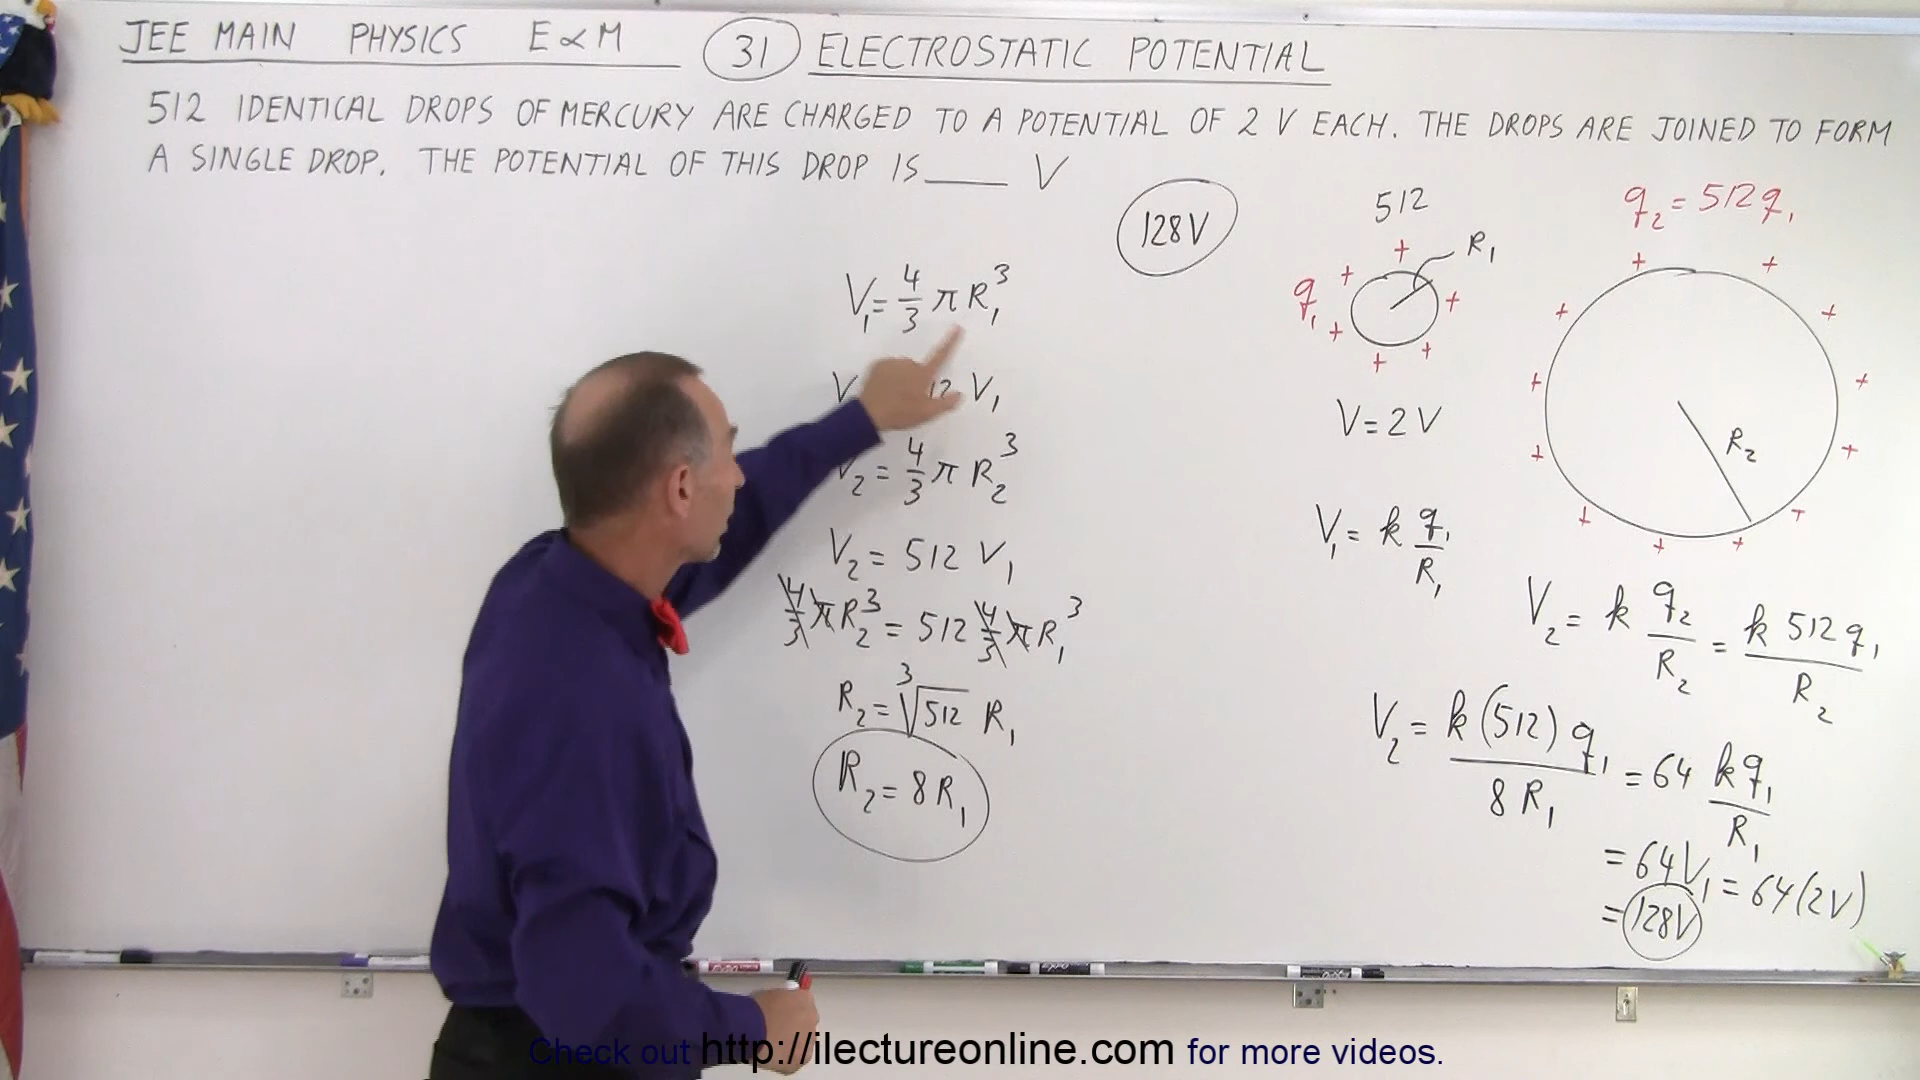 JEE MAIN PHYSICS E & M 31 ELECTROSTATIC POTENTIAL
512 IDENTICAL DROPS OF MERCURY ARE CHARGED TO A POTENTIAL OF 2 V EACH. THE DROPS ARE JOINED TO FORM
A SINGLE DROP. THE POTENTIAL OF THIS DROP IS ____ V
128V
512
q₂ = 512q₁
R₁
q₁
V = 2 V
R₂
V₁ = 4/3 π R₁³
V₁
V₂ = 4/3 π R₂³
V₂ = 512 V₁
4/3 π R₂³ = 512 4/3 π R₁³
R₂ = ³√512 R₁
R₂ = 8 R₁
V₁ = k q₁/R₁
V₂ = k q₂/R₂ = k 512 q₁/R₂
V₂ = k (512) q₁/8 R₁ = 64 k q₁/R₁
= 64V₁ = 64(2V)
= 128V
EXPO
Check out http://ilectureonline.com for more videos.